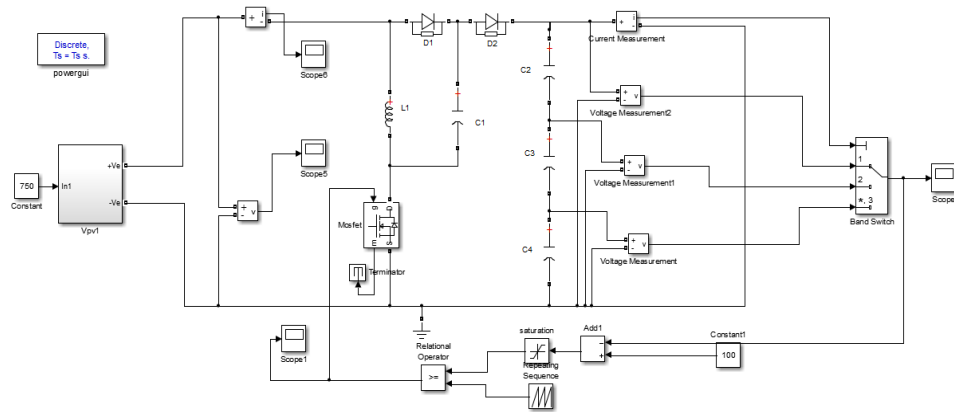 Discrete,
Ts = Ts s.
powergui
+ i
-
Scope6
D1
D2
+ i
-
Current Measurement
C2
L1
C1
+ v
-
Voltage Measurement2
Scope5
C3
+ v
-
Voltage Measurement1
1
2
*, 3
Band Switch
Scope
750
Constant
In1
+Ve
-Ve
Vpv1
+ v
-
g D
Mosfet
m S
Terminator
C4
+ v
-
Voltage Measurement
Scope1
Relational
Operator
>=
saturation
Repeating
Sequence
Add1
-
+
Constant1
100